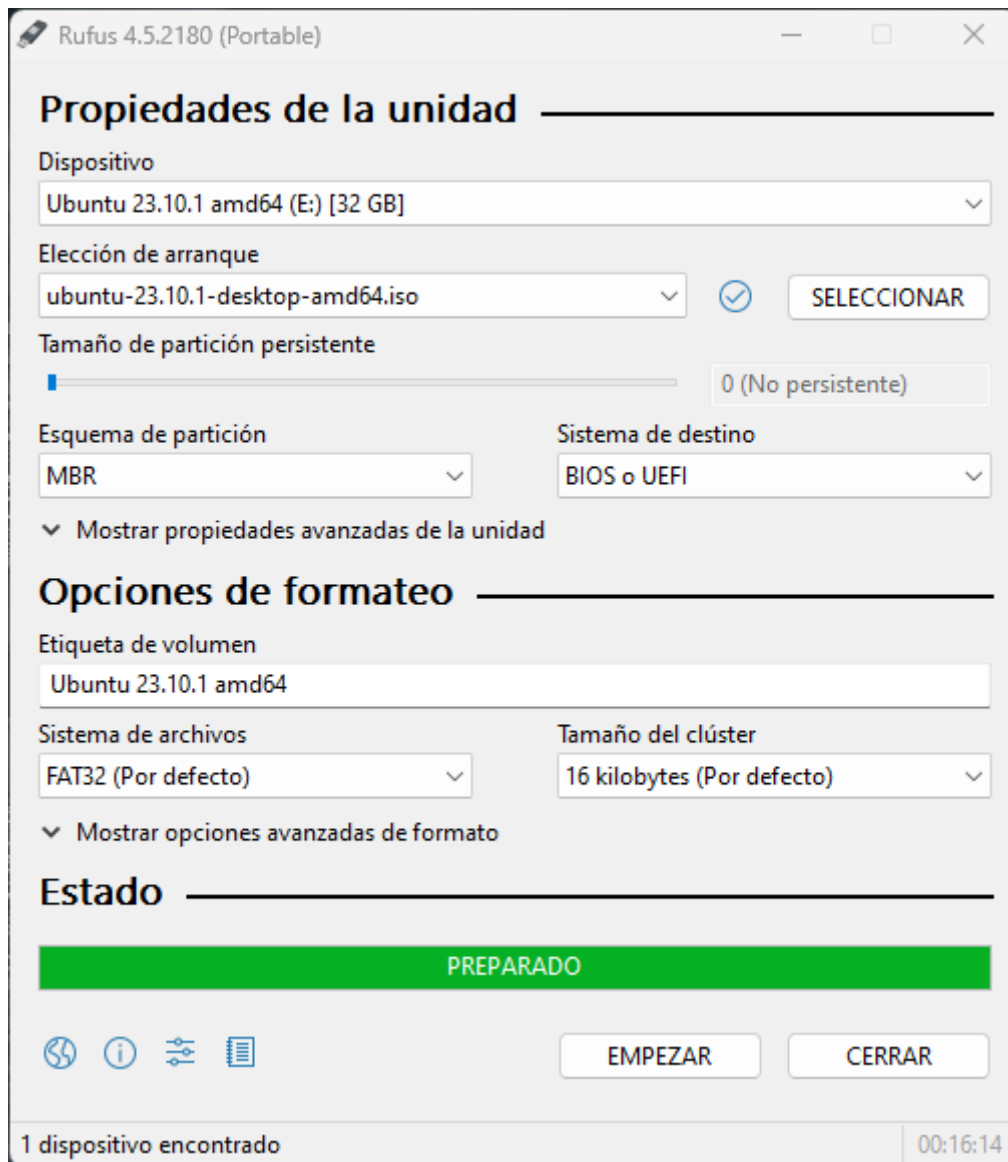 Rufus 4.5.2180 (Portable)
Propiedades de la unidad
Dispositivo
Ubuntu 23.10.1 amd64 (E:) [32 GB]
Elección de arranque
ubuntu-23.10.1-desktop-amd64.iso
SELECCIONAR
Tamaño de partición persistente
0 (No persistente)
Esquema de partición
Sistema de destino
MBR
BIOS o UEFI
Mostrar propiedades avanzadas de la unidad
Opciones de formateo
Etiqueta de volumen
Ubuntu 23.10.1 amd64
Sistema de archivos
Tamaño del clúster
FAT32 (Por defecto)
16 kilobytes (Por defecto)
Mostrar opciones avanzadas de formato
Estado
PREPARADO
EMPEZAR
CERRAR
1 dispositivo encontrado
00:16:14